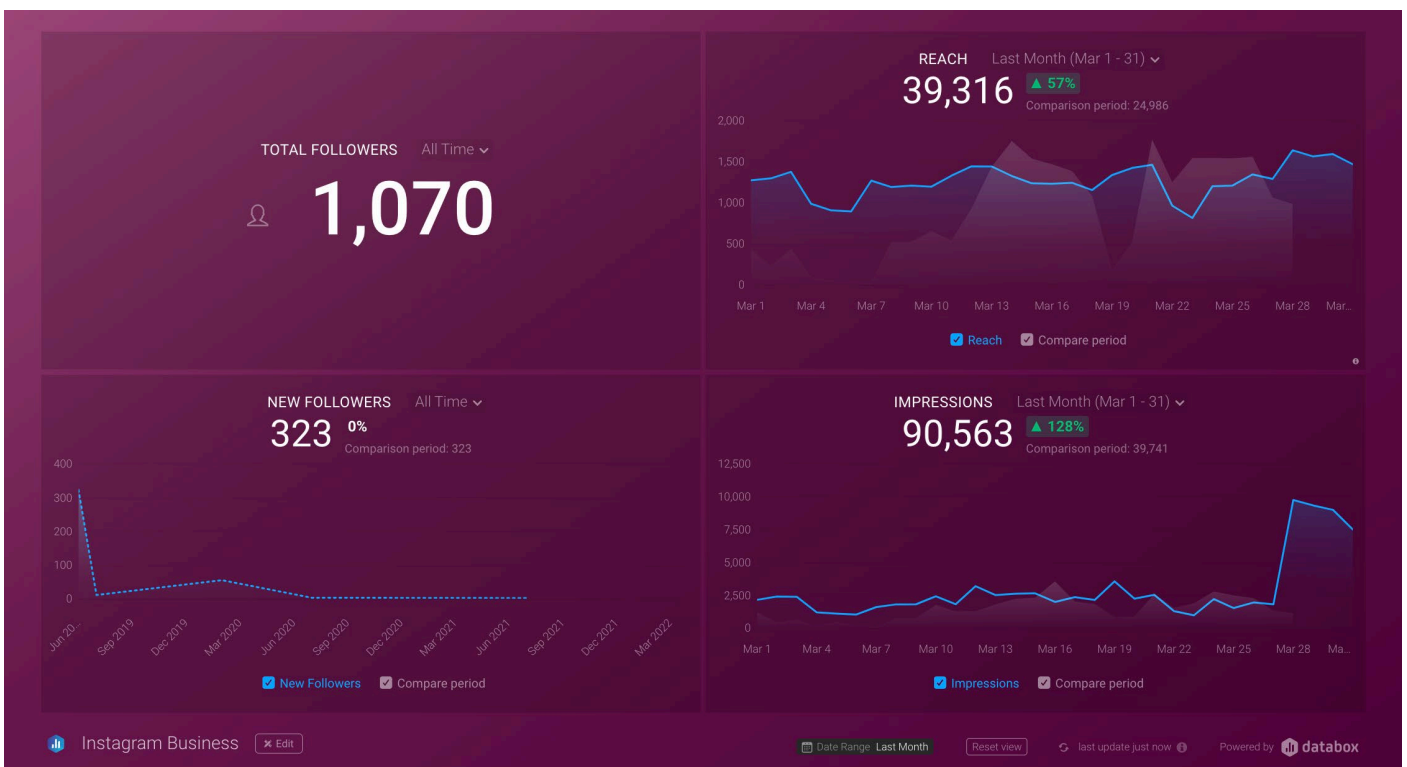 TOTAL FOLLOWERS All Time
1,070
REACH Last Month (Mar 1 - 31)
39,316 ▲ 57%
Comparison period: 24,986
2,000
1,500
1,000
500
0
Mar 1 Mar 4 Mar 7 Mar 10 Mar 13 Mar 16 Mar 19 Mar 22 Mar 25 Mar 28 Mar...
Reach Compare period
NEW FOLLOWERS All Time
323 0%
Comparison period: 323
400
300
200
100
0
Jun 20... Sep 2019 Dec 2019 Mar 2020 Jun 2020 Sep 2020 Dec 2020 Mar 2021 Jun 2021 Sep 2021 Dec 2021 Mar 2022
New Followers Compare period
IMPRESSIONS Last Month (Mar 1 - 31)
90,563 ▲ 128%
Comparison period: 39,741
12,500
10,000
7,500
5,000
2,500
0
Mar 1 Mar 4 Mar 7 Mar 10 Mar 13 Mar 16 Mar 19 Mar 22 Mar 25 Mar 28 Ma...
Impressions Compare period
Instagram Business Edit
Date Range Last Month Reset view last update just now Powered by databox